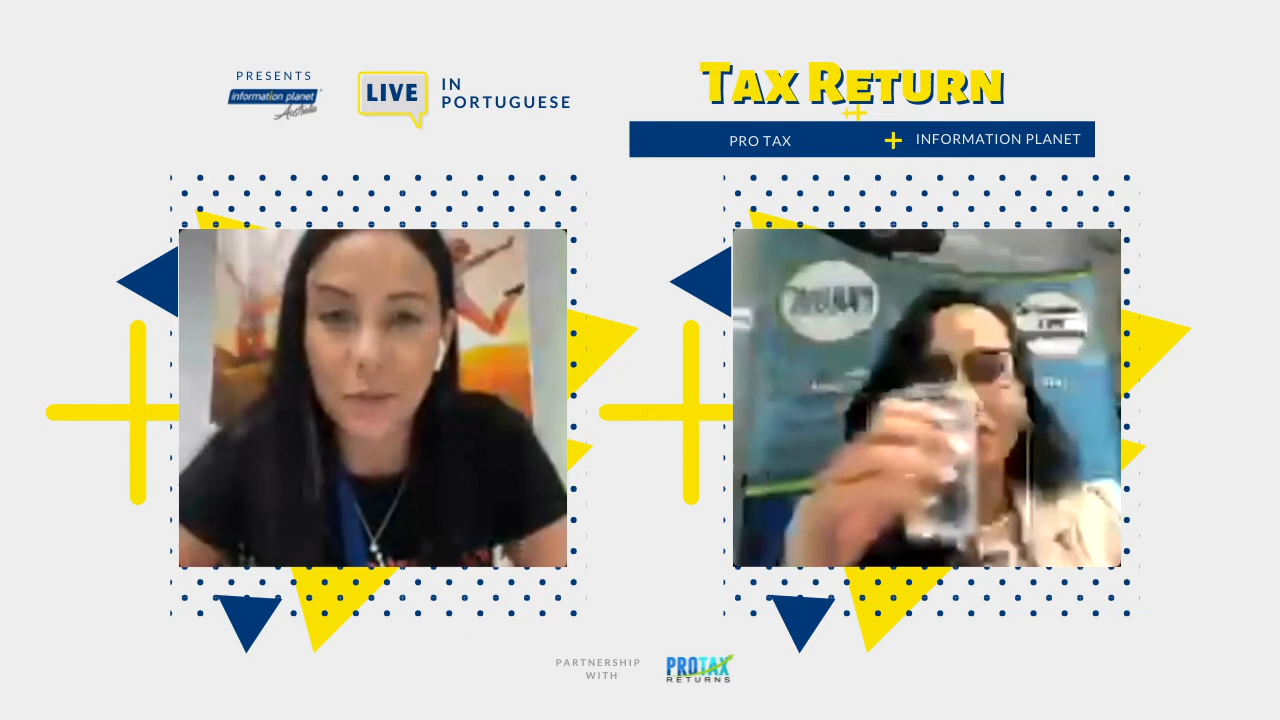 PRESENTS
information planet
Australia
LIVE
IN
PORTUGUESE
TAX RETURN
PRO TAX
INFORMATION PLANET
PARTNERSHIP
WITH
PROTAX
RETURNS